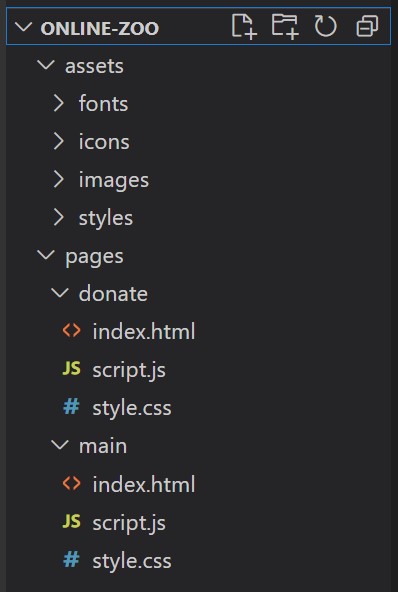 ONLINE-ZOO
assets
fonts
icons
images
styles
pages
donate
<> index.html
JS script.js
# style.css
main
<> index.html
JS script.js
# style.css